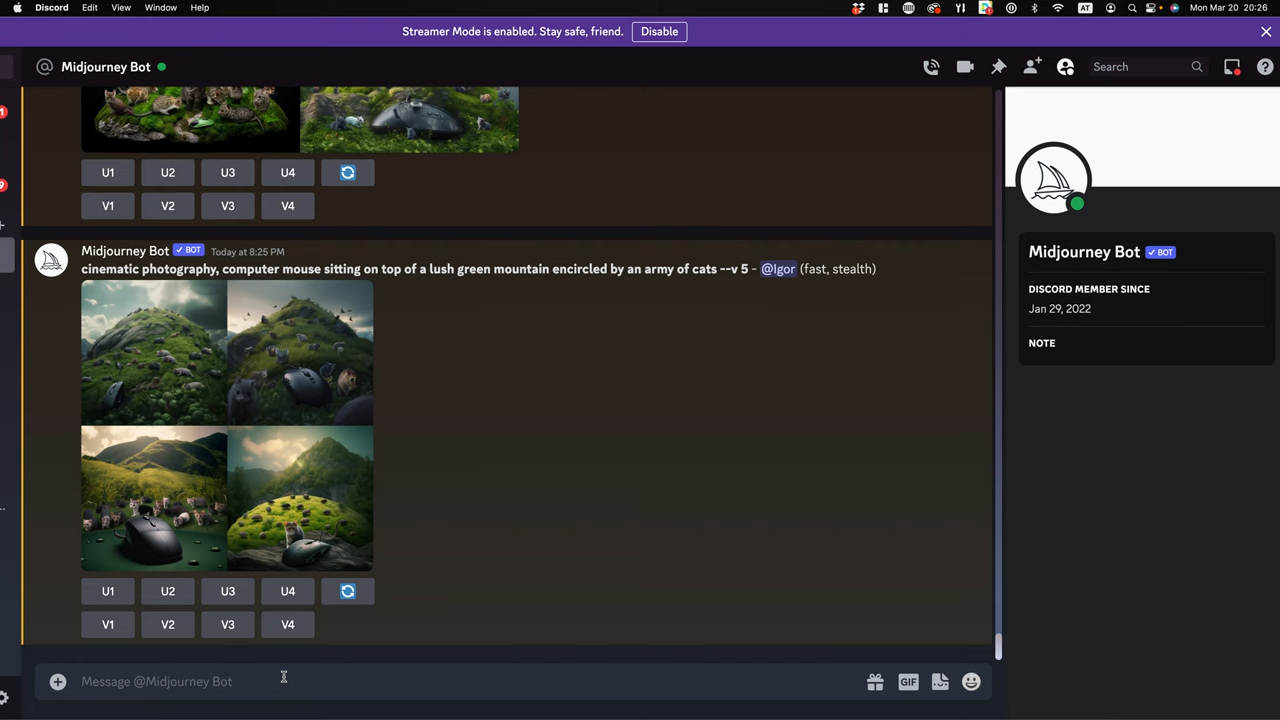 Discord Edit View Window Help
AT Mon Mar 20 20:26
Streamer Mode is enabled. Stay safe, friend. Disable
@ Midjourney Bot
Search
1
9
U1 U2 U3 U4
V1 V2 V3 V4
Midjourney Bot ✓ BOT Today at 8:25 PM
cinematic photography, computer mouse sitting on top of a lush green mountain encircled by an army of cats --v 5 - @Igor (fast, stealth)
U1 U2 U3 U4
V1 V2 V3 V4
Message @Midjourney Bot
GIF
Midjourney Bot ✓ BOT
DISCORD MEMBER SINCE
Jan 29, 2022
NOTE